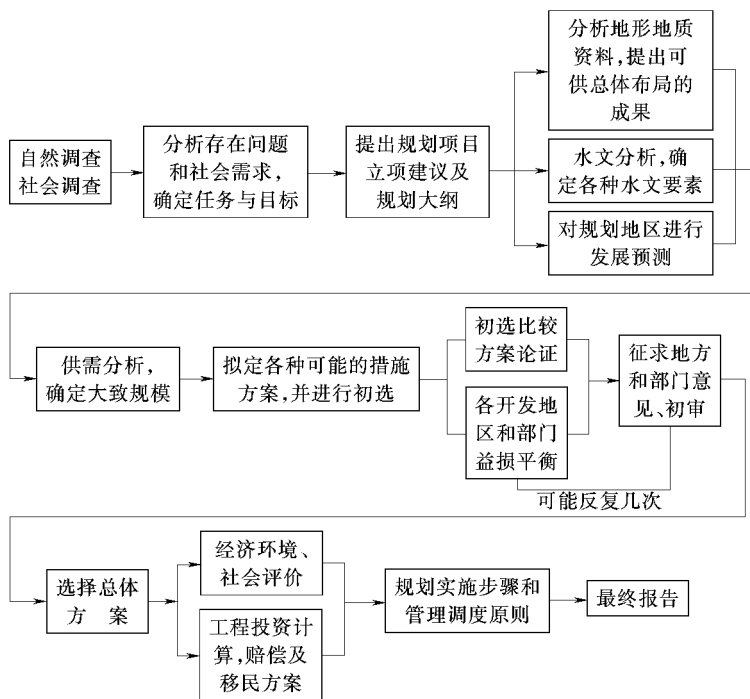 自然调查
社会调查
分析存在问题
和社会需求,
确定任务与目标
提出规划项目
立项建议及
规划大纲
分析地形地质
资料,提出可
供总体布局的
成果
水文分析,确
定各种水文要素
对规划地区进行
发展预测
供需分析,
确定大致规模
拟定各种可能的措施
方案,并进行初选
初选比较
方案论证
各开发地
区和部门
益损平衡
征求地方
和部门意
见、初审
可能反复几次
选择总体
方 案
经济环境、
社会评价
工程投资计
算,赔偿及
移民方案
规划实施步骤和
管理调度原则
最终报告